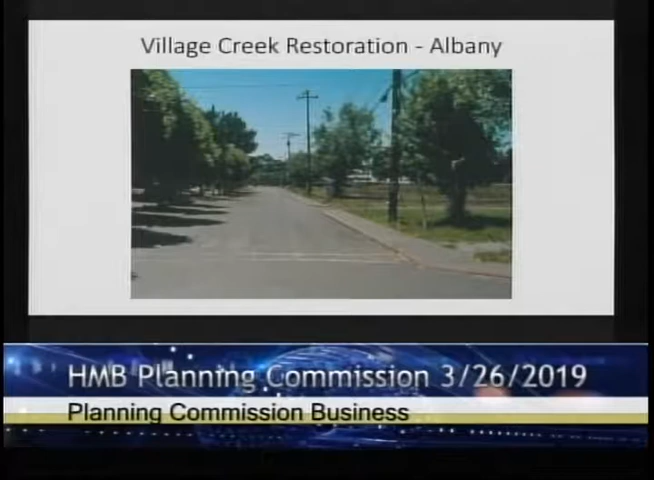 Village Creek Restoration - Albany
HMB Planning Commission 3/26/2019
Planning Commission Business